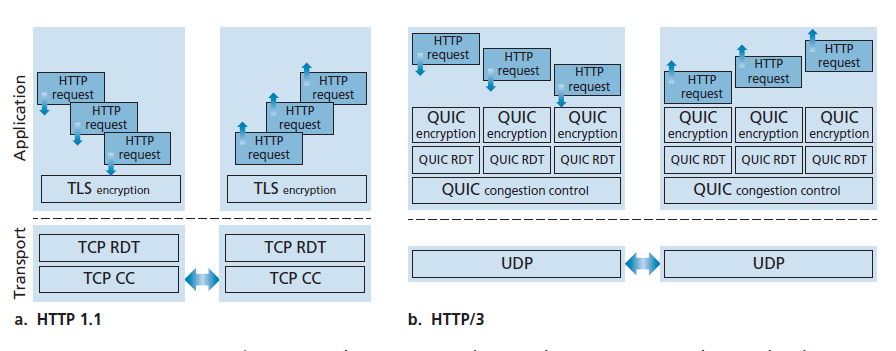 Application
HTTP
request
HTTP
request
HTTP
request
TLS encryption
HTTP
request
HTTP
request
HTTP
request
TLS encryption
Transport
TCP RDT
TCP CC
TCP RDT
TCP CC
a. HTTP 1.1
HTTP
request
HTTP
request
HTTP
request
QUIC
encryption
QUIC
encryption
QUIC
encryption
QUIC RDT
QUIC RDT
QUIC RDT
QUIC congestion control
HTTP
request
HTTP
request
HTTP
request
QUIC
encryption
QUIC
encryption
QUIC
encryption
QUIC RDT
QUIC RDT
QUIC RDT
QUIC congestion control
UDP
UDP
b. HTTP/3